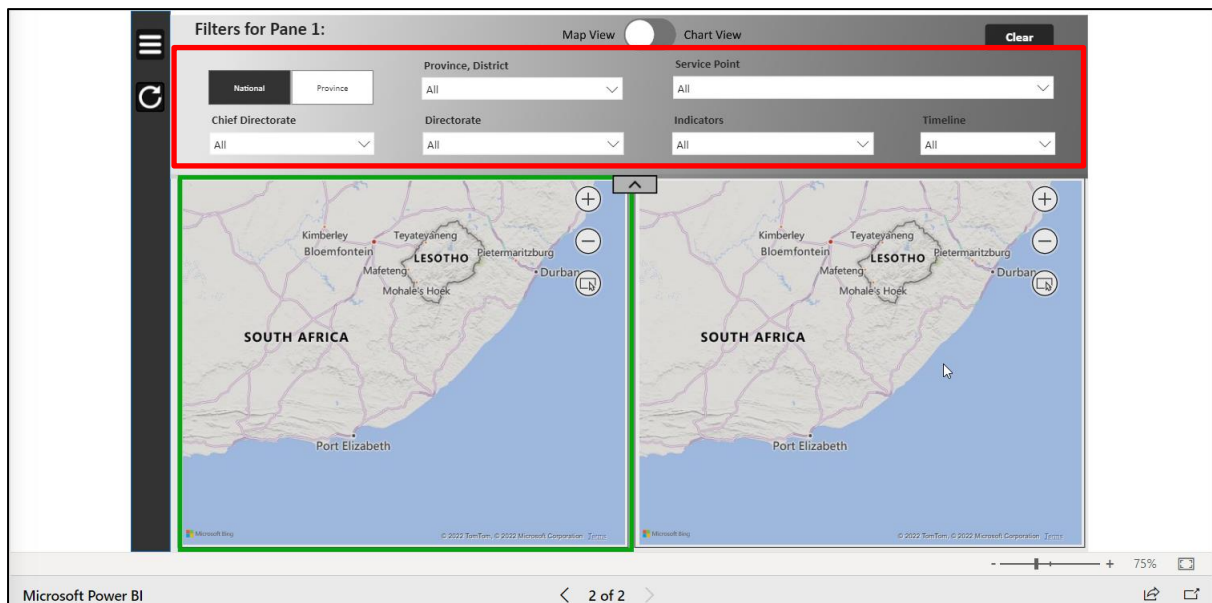 Filters for Pane 1:
Map View Chart View
Clear
Province, District
Service Point
National Province
All
All
Chief Directorate
Directorate
Indicators
Timeline
All
All
All
All
Kimberley
Bloemfontein
Teyateyaneng
LESOTHO
Pietermaritzburg
Mafeteng
Durban
Mohale's Hoek
SOUTH AFRICA
Port Elizabeth
Microsoft Bing
© 2022 TomTom, © 2022 Microsoft Corporation Terms
Kimberley
Bloemfontein
Teyateyaneng
LESOTHO
Pietermaritzburg
Mafeteng
Durban
Mohale's Hoek
SOUTH AFRICA
Port Elizabeth
Microsoft Bing
© 2022 TomTom, © 2022 Microsoft Corporation Terms
- + 75%
Microsoft Power BI
< 2 of 2 >